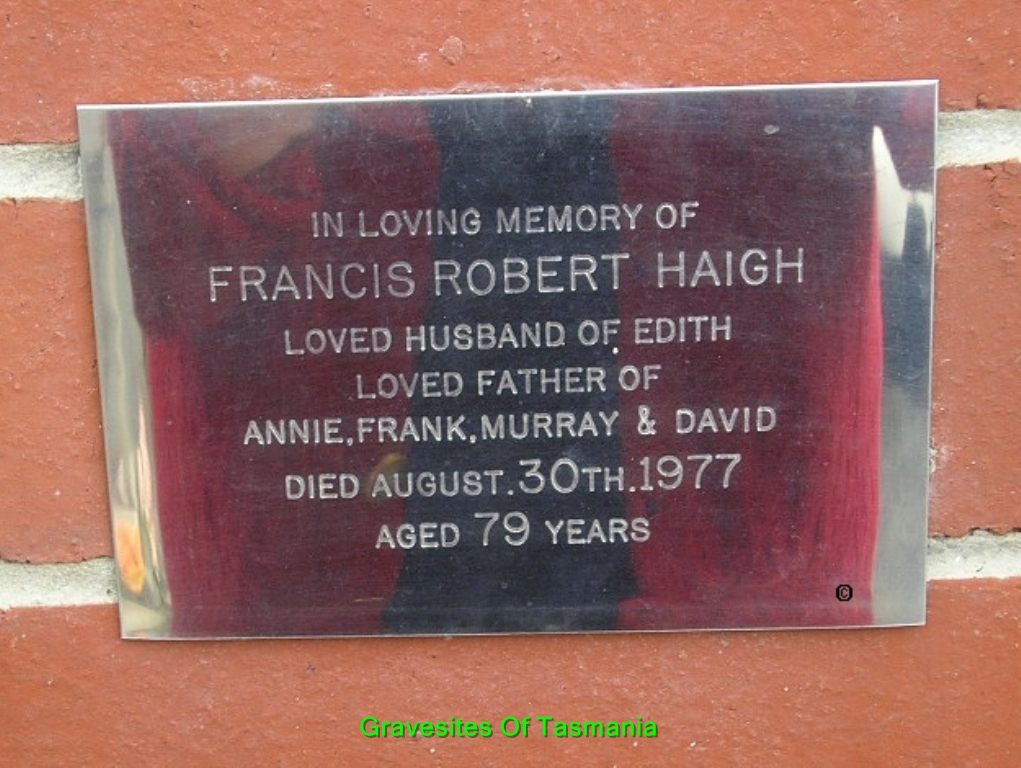 IN LOVING MEMORY OF
FRANCIS ROBERT HAIGH
LOVED HUSBAND OF EDITH
LOVED FATHER OF
ANNIE, FRANK, MURRAY & DAVID
DIED AUGUST. 30TH. 1977
AGED 79 YEARS
©
Gravesites Of Tasmania